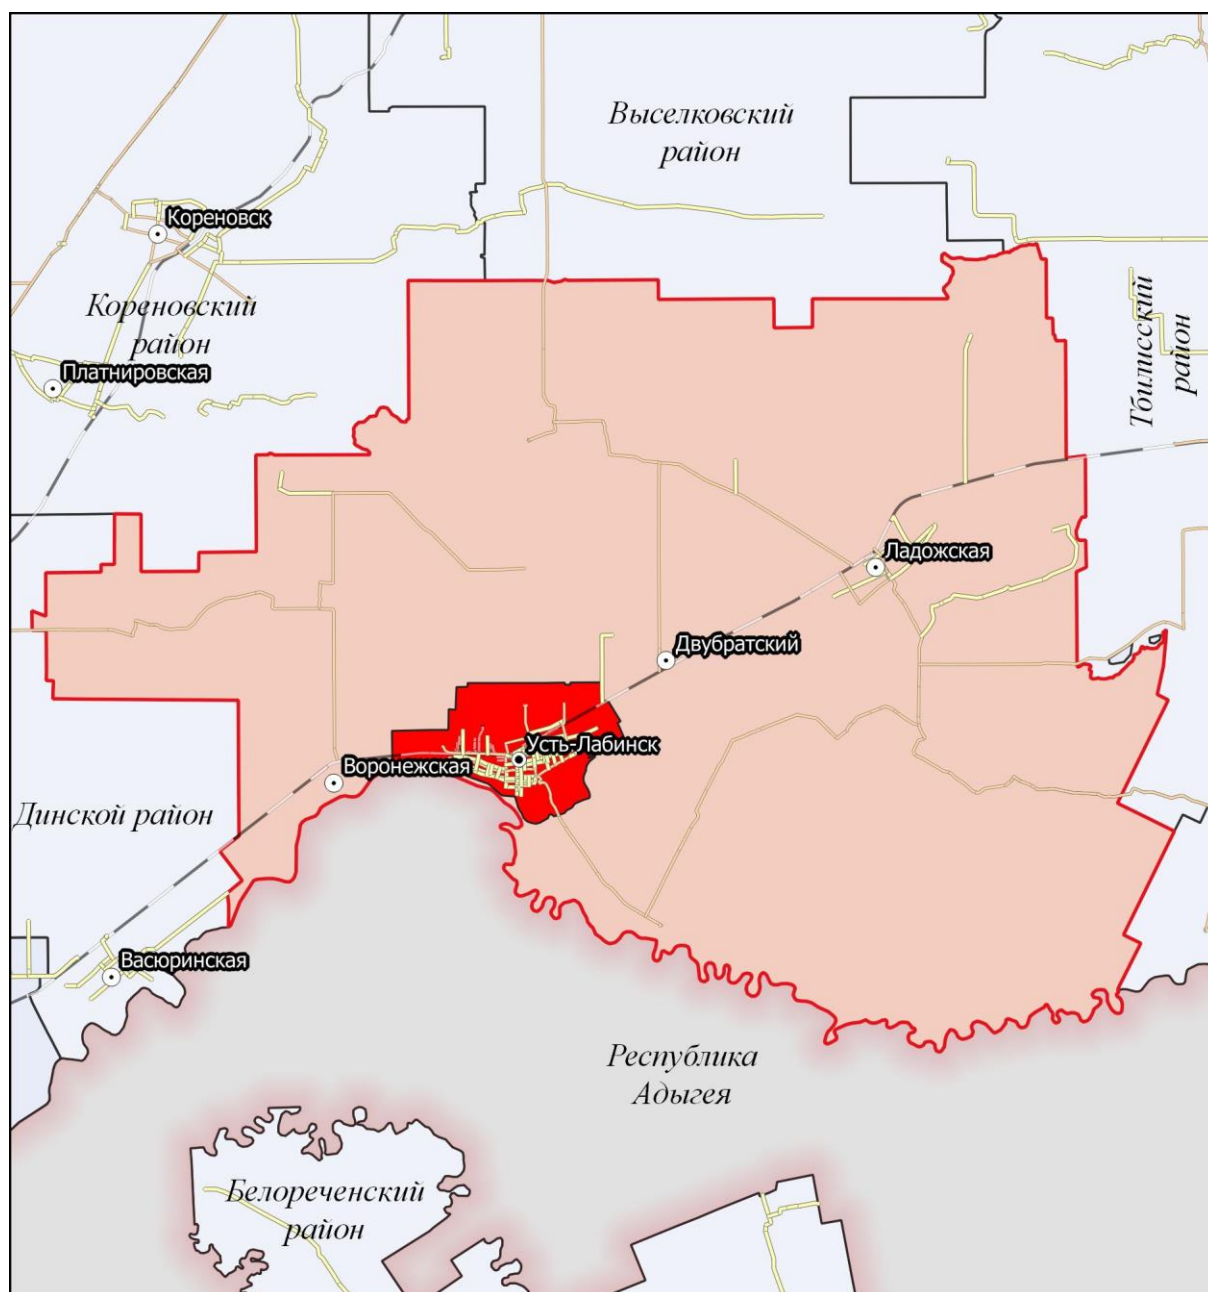 Выселковский
район
Кореновск
Кореновский
район
Тбилисский
район
Платнировская
Ладожская
Двубратский
Усть-Лабинск
Воронежская
Динской район
Васюринская
Республика
Адыгея
Белореченский
район